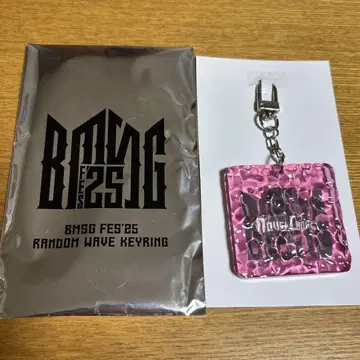 BMSG
FES
25
BMSG FES'25
RANDOM WAVE KEYRING